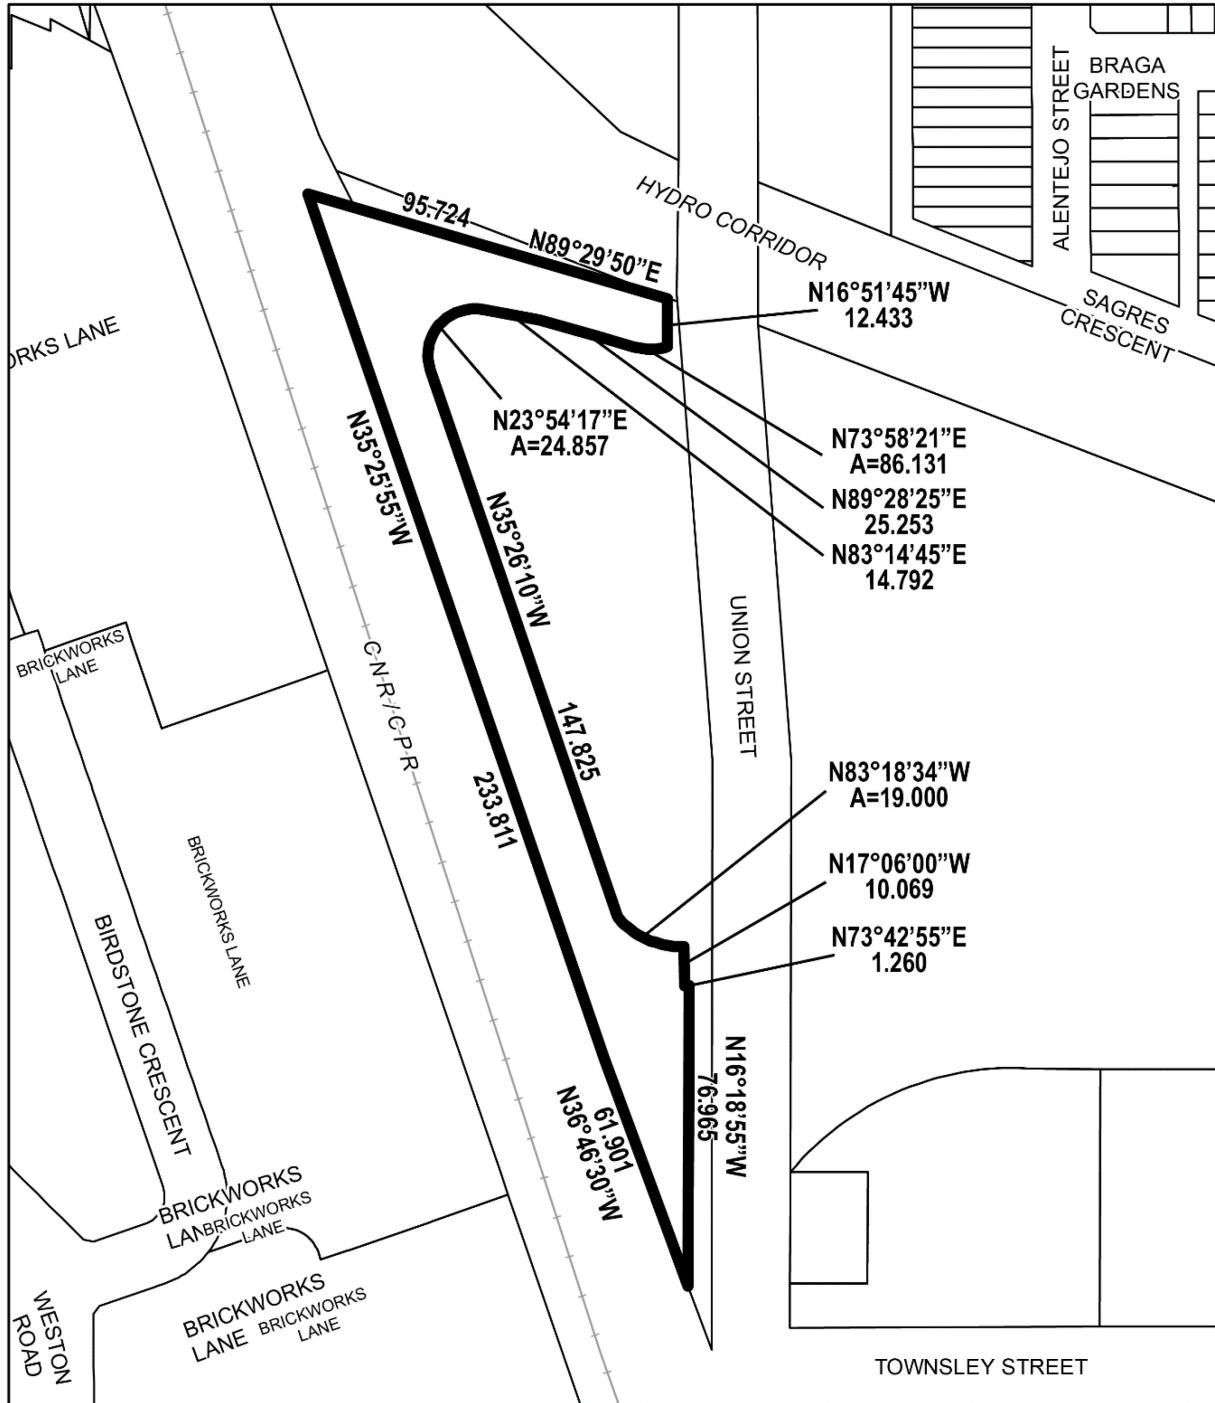 BRAGA
GARDENS
ALENTEJO STREET
HYDRO CORRIDOR
SAGRES
CRESCENT
95.724
N89°29’50”E
N16°51’45”W
12.433
ORKS LANE
N23°54’17”E
A=24.857
N73°58’21”E
A=86.131
N89°28’25”E
25.253
N83°14’45”E
14.792
N35°25’55”W
N35°26’10”W
UNION STREET
BRICKWORKS
LANE
C-N-R-/-C-P-R
147.825
233.811
N83°18’34”W
A=19.000
N17°06’00”W
10.069
N73°42’55”E
1.260
BRICKWORKS LANE
BIRDSTONE CRESCENT
N16°18’55”W
76.965
61.901
N36°46’30”W
BRICKWORKS
LAN
BRICKWORKS
LANE
BRICKWORKS
LANE
BRICKWORKS
LANE
WESTON
ROAD
TOWNSLEY STREET